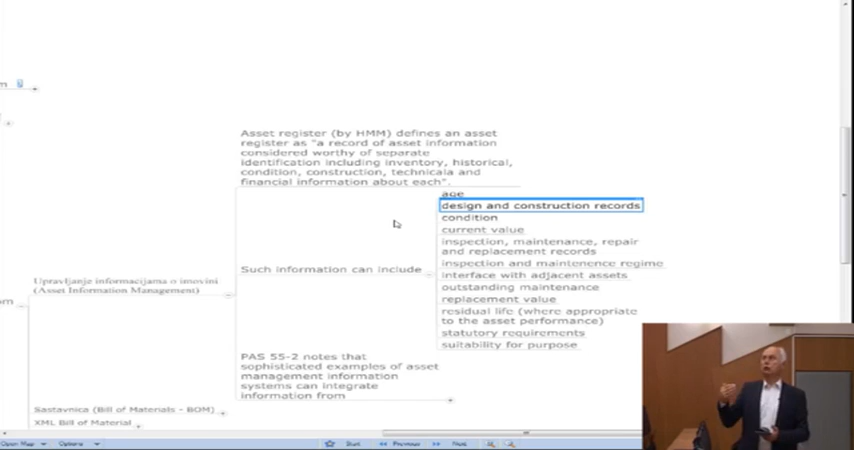 m
Asset register (by HMM) defines an asset
register as "a record of asset information
considered worthy of separate
identification including inventory, historical,
condition, construction, technicala and
financial information about each".
age
design and construction records
condition
current value
inspection, maintenance, repair
and replacement records
inspection and maintenence regime
Such information can include
interface with adjacent assets
outstanding maintenance
replacement value
residual life (where appropriate
to the asset performance)
statutory requirements
suitability for purpose
Upravljanje informacijama o imovini
(Asset Information Management)
om
PAS 55-2 notes that
sophisticated examples of asset
management information
systems can integrate
information from
Sastavnica (Bill of Materials - BOM)
XML Bill of Material
Open Map
Options
Start
Previous
Next